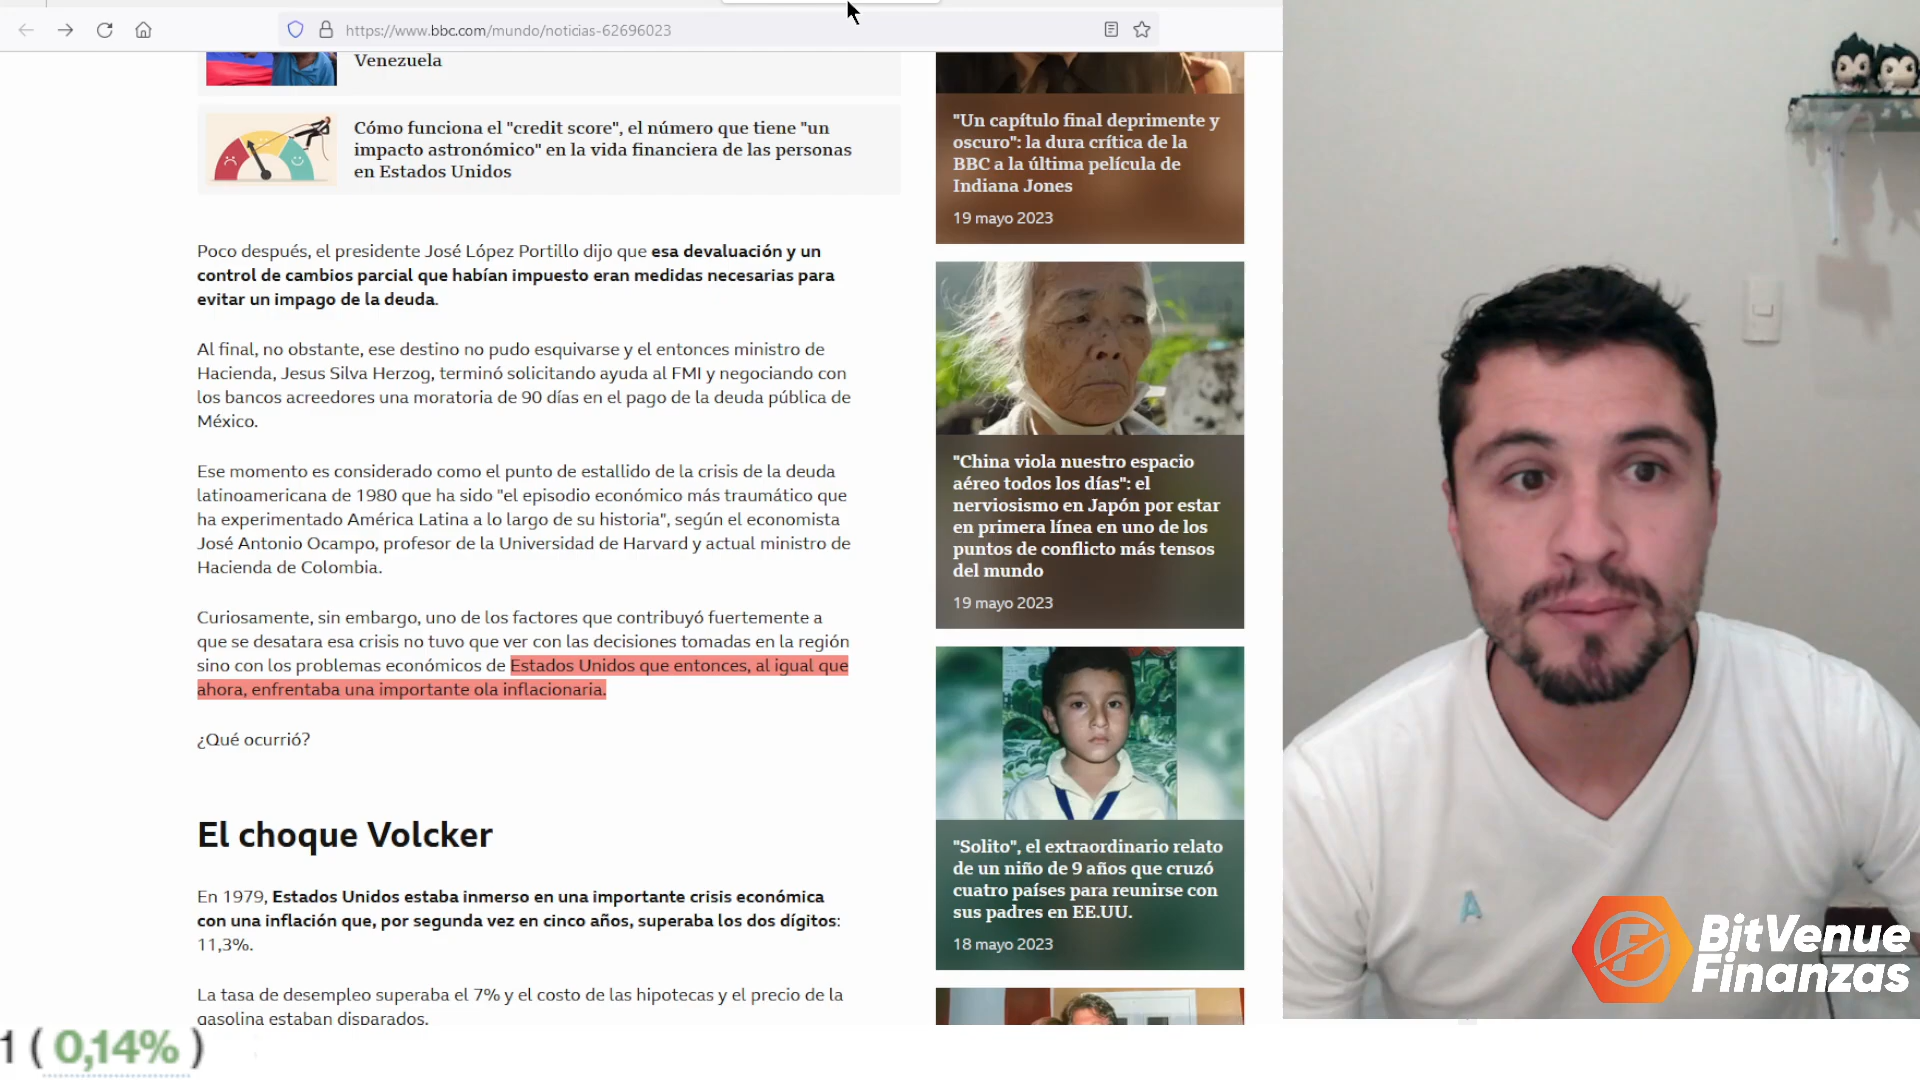 https://www.bbc.com/mundo/noticias-62696023
Venezuela
Cómo funciona el "credit score", el número que tiene "un
impacto astronómico" en la vida financiera de las personas
en Estados Unidos
Poco después, el presidente José López Portillo dijo que esa devaluación y un
control de cambios parcial que habían impuesto eran medidas necesarias para
evitar un impago de la deuda.
Al final, no obstante, ese destino no pudo esquivarse y el entonces ministro de
Hacienda, Jesus Silva Herzog, terminó solicitando ayuda al FMI y negociando con
los bancos acreedores una moratoria de 90 días en el pago de la deuda pública de
México.
Ese momento es considerado como el punto de estallido de la crisis de la deuda
latinoamericana de 1980 que ha sido "el episodio económico más traumático que
ha experimentado América Latina a lo largo de su historia", según el economista
José Antonio Ocampo, profesor de la Universidad de Harvard y actual ministro de
Hacienda de Colombia.
Curiosamente, sin embargo, uno de los factores que contribuyó fuertemente a
que se desatara esa crisis no tuvo que ver con las decisiones tomadas en la región
sino con los problemas económicos de Estados Unidos que entonces, al igual que
ahora, enfrentaba una importante ola inflacionaria.
¿Qué ocurrió?
El choque Volcker
En 1979, Estados Unidos estaba inmerso en una importante crisis económica
con una inflación que, por segunda vez en cinco años, superaba los dos dígitos:
11,3%.
La tasa de desempleo superaba el 7% y el costo de las hipotecas y el precio de la
gasolina estaban disparados.
"Un capítulo final deprimente y
oscuro": la dura crítica de la
BBC a la última película de
Indiana Jones
19 mayo 2023
"China viola nuestro espacio
aéreo todos los días": el
nerviosismo en Japón por estar
en primera línea en uno de los
puntos de conflicto más tensos
del mundo
19 mayo 2023
"Solito", el extraordinario relato
de un niño de 9 años que cruzó
cuatro países para reunirse con
sus padres en EE.UU.
18 mayo 2023
A
BitVenue
Finanzas
1 ( 0,14% )